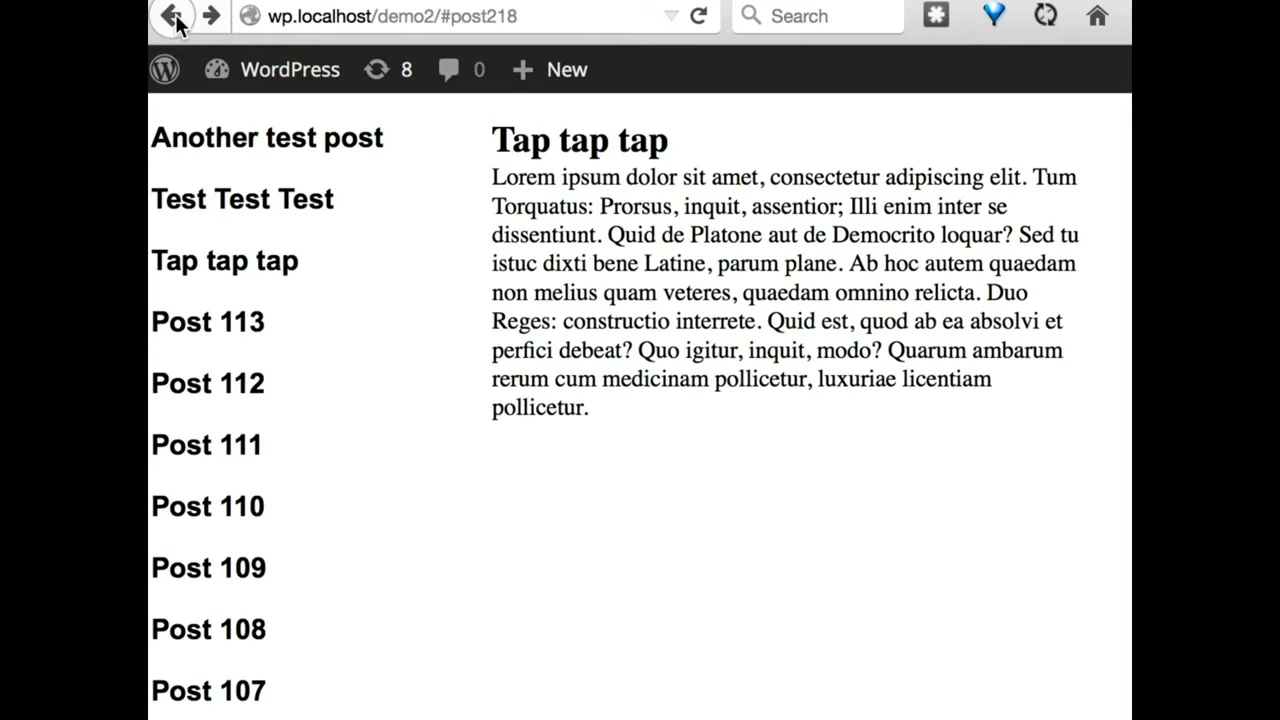 wp.localhost/demo2/#post218
Search
WordPress
8
0
New
Another test post
Test Test Test
Tap tap tap
Post 113
Post 112
Post 111
Post 110
Post 109
Post 108
Post 107
Tap tap tap
Lorem ipsum dolor sit amet, consectetur adipiscing elit. Tum
Torquatus: Prorsus, inquit, assentior; Illi enim inter se
dissentiunt. Quid de Platone aut de Democrito loquar? Sed tu
istuc dixti bene Latine, parum plane. Ab hoc autem quaedam
non melius quam veteres, quaedam omnino relicta. Duo
Reges: constructio interrete. Quid est, quod ab ea absolvi et
perfici debeat? Quo igitur, inquit, modo? Quarum ambarum
rerum cum medicinam pollicetur, luxuriae licentiam
pollicetur.